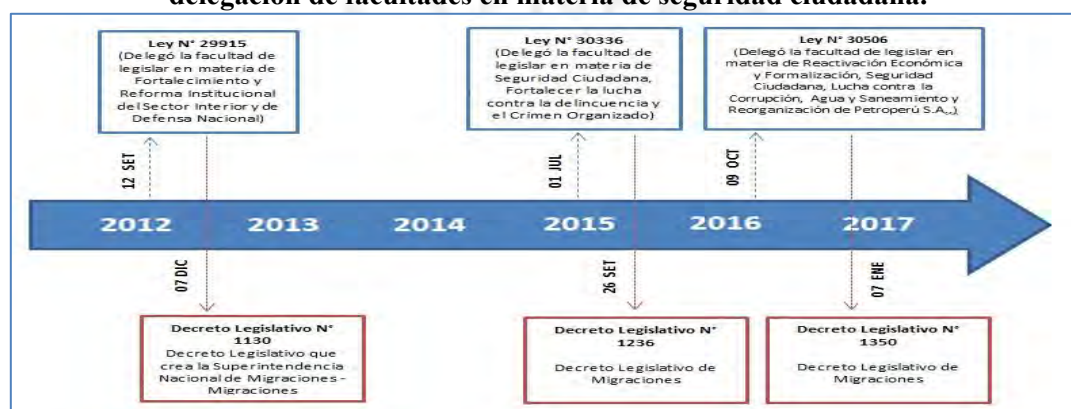 delegación de facultades en materia de seguridad ciudadana.
Ley N° 29915
(Delegó la facultad de
legislar en materia de
Fortalecimiento y
Reforma Institucional
del Sector Interior y de
Defensa Nacional)
Ley N° 30336
(Delegó la facultad de
legislar en materia de
Seguridad Ciudadana,
Fortalecer la lucha
contra la delincuencia y
el Crimen Organizado)
Ley N° 30506
(Delegó la facultad de legislar en
materia de Reactivación Económica
y Formalización, Seguridad
Ciudadana, Lucha contra la
Corrupción, Agua y Saneamiento y
Reorganización de Petroperú S.A,.,)
12 SET
01 JUL
09 OCT
2012
2013
2014
2015
2016
2017
07 DIC
26 SET
07 ENE
Decreto Legislativo N°
1130
Decreto Legislativo que
crea la Superintendencia
Nacional de Migraciones -
Migraciones
Decreto Legislativo N°
1236
Decreto Legislativo de
Migraciones
Decreto Legislativo N°
1350
Decreto Legislativo de
Migraciones